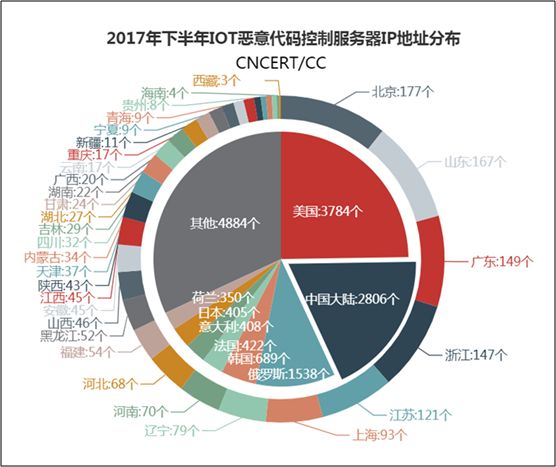 2017年下半年IOT恶意代码控制服务器IP地址分布
CNCERT/CC
西藏:3个
海南:4个
贵州:8个
青海:9个
宁夏:9个
新疆:11个
重庆:17个
云南:17个
广西:20个
湖南:22个
甘肃:24个
湖北:27个
吉林:29个
四川:32个
内蒙古:34个
天津:37个
陕西:43个
江西:45个
安徽:45个
山西:46个
黑龙江:52个
福建:54个
河北:68个
河南:70个
辽宁:79个
上海:93个
江苏:121个
浙江:147个
广东:149个
山东:167个
北京:177个
美国:3784个
中国大陆:2806个
俄罗斯:1538个
韩国:689个
法国:422个
意大利:408个
日本:405个
荷兰:350个
其他:4884个